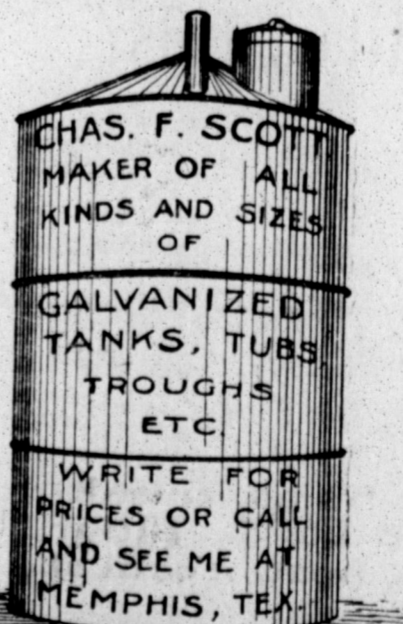 CHAS. F. SCOTT
MAKER OF ALL
KINDS AND SIZES
OF
GALVANIZED
TANKS, TUBS,
TROUGHS
ETC.
WRITE FOR
PRICES OR CALL
AND SEE ME AT
MEMPHIS, TEX.